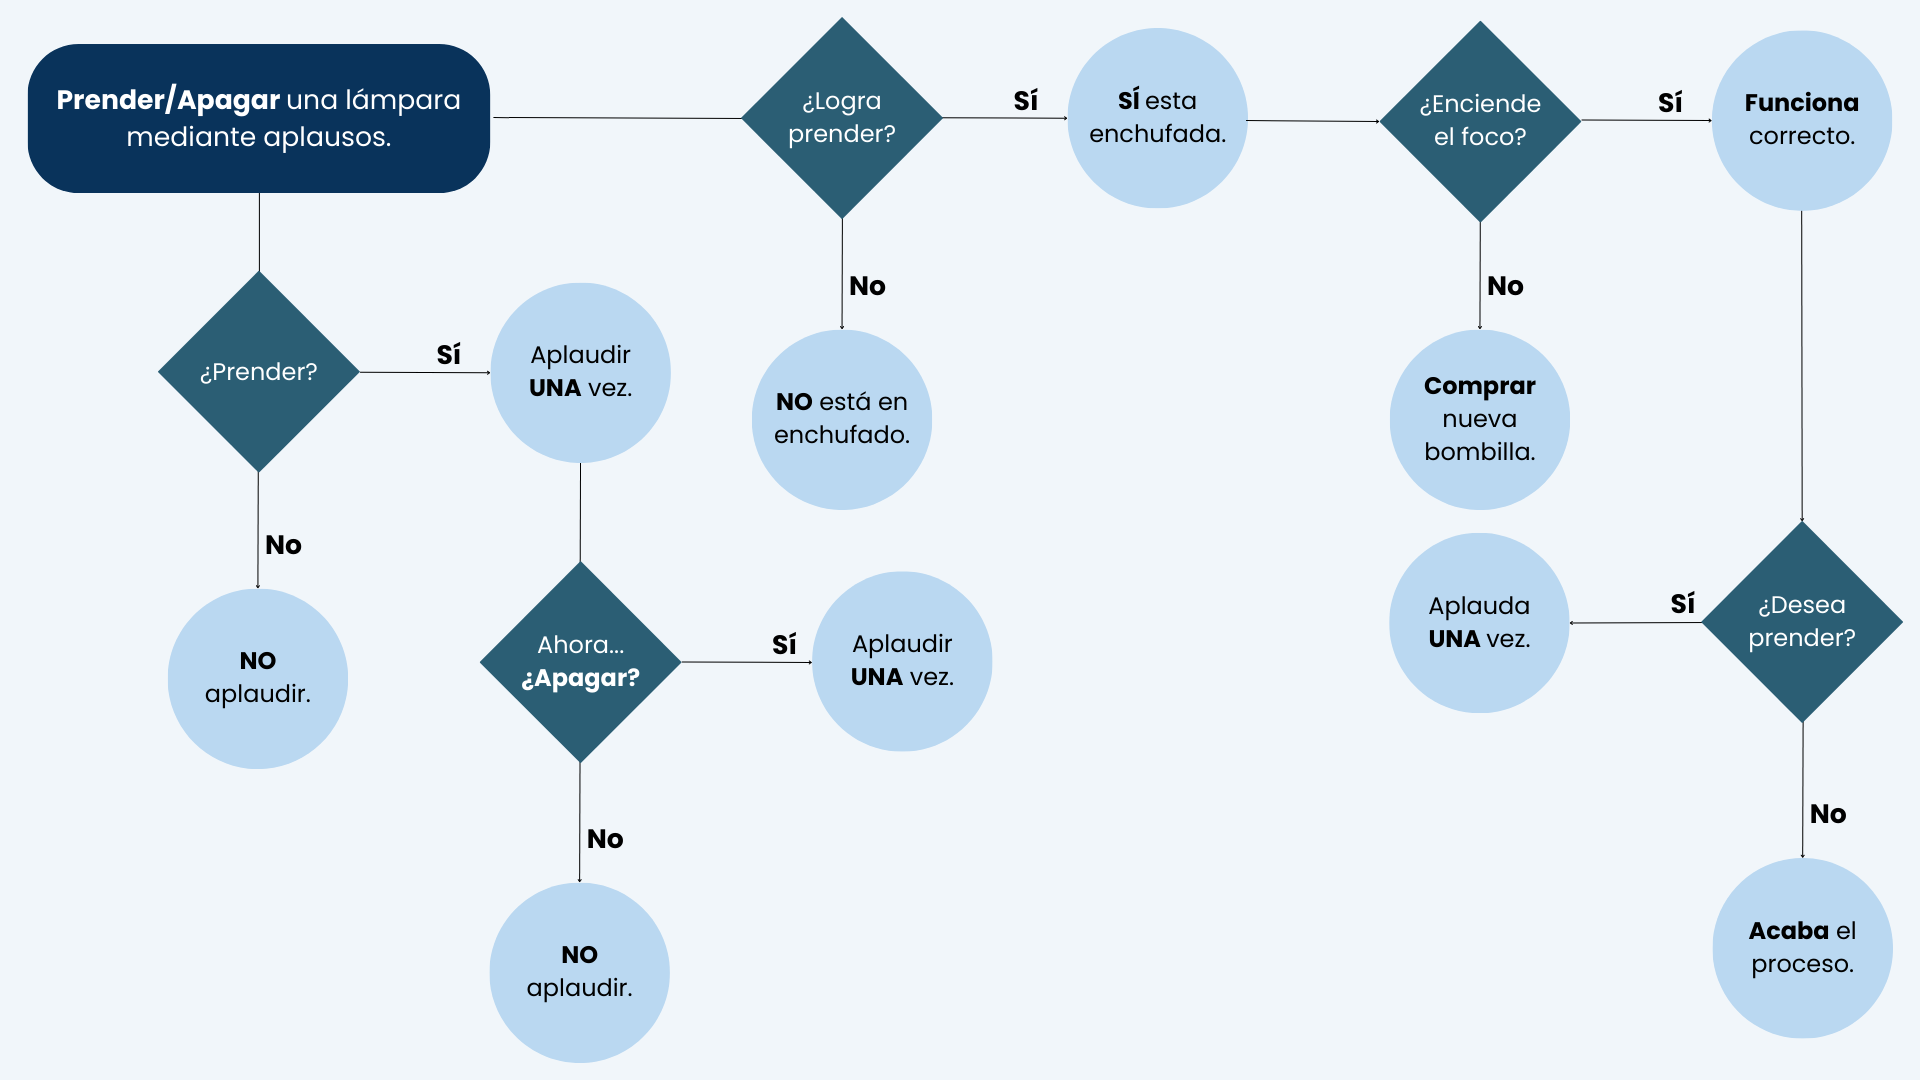 Prender/Apagar una lámpara
mediante aplausos.
¿Logra
prender?
Sí
SÍ esta
enchufada.
¿Enciende
el foco?
Sí
Funciona
correcto.
No
NO está en
enchufado.
No
Comprar
nueva
bombilla.
¿Prender?
Sí
Aplaudir
UNA vez.
No
NO
aplaudir.
Ahora...
¿Apagar?
Sí
Aplaudir
UNA vez.
No
NO
aplaudir.
¿Desea
prender?
Sí
Aplauda
UNA vez.
No
Acaba el
proceso.